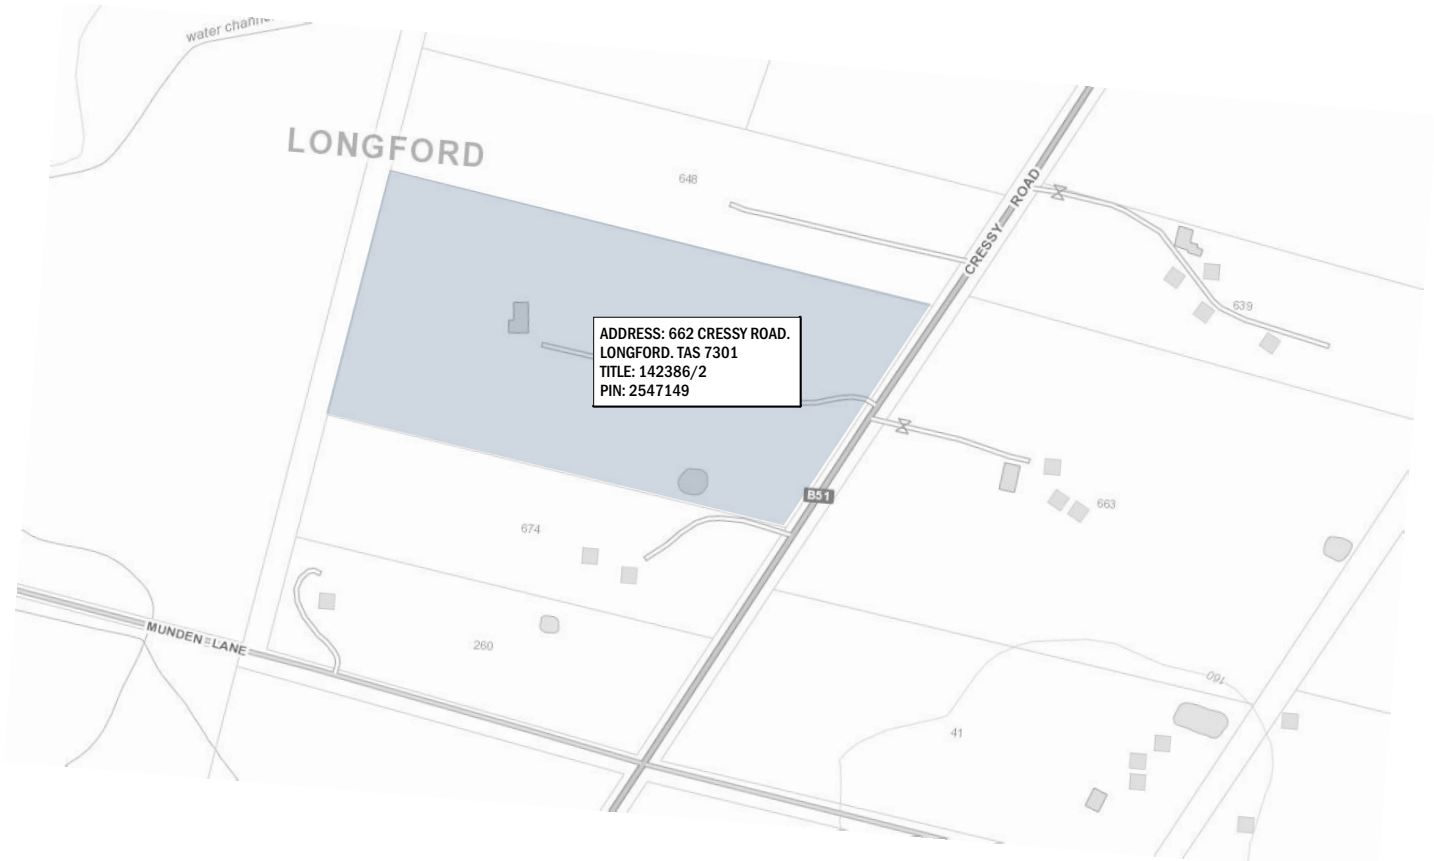 water channe
LONGFORD
648
CRESSY ROAD
639
ADDRESS: 662 CRESSY ROAD.
LONGFORD. TAS 7301
TITLE: 142386/2
PIN: 2547149
B51
663
674
MUNDEN LANE
260
160
41